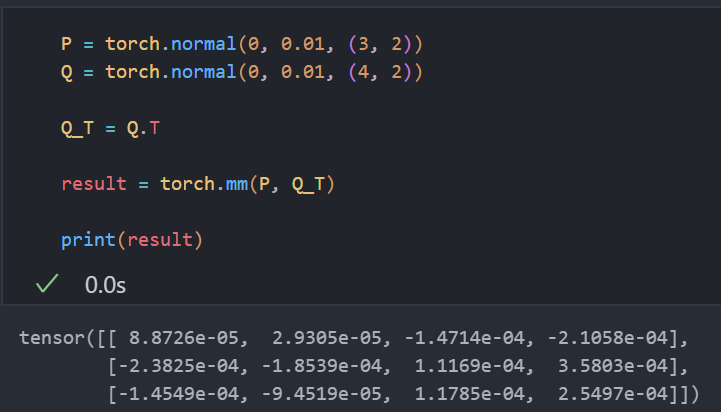 P = torch.normal(0, 0.01, (3, 2))
Q = torch.normal(0, 0.01, (4, 2))
Q_T = Q.T
result = torch.mm(P, Q_T)
print(result)
0.0s
tensor([[ 8.8726e-05,  2.9305e-05, -1.4714e-04, -2.1058e-04],
        [-2.3825e-04, -1.8539e-04,  1.1169e-04,  3.5803e-04],
        [-1.4549e-04, -9.4519e-05,  1.1785e-04,  2.5497e-04]])